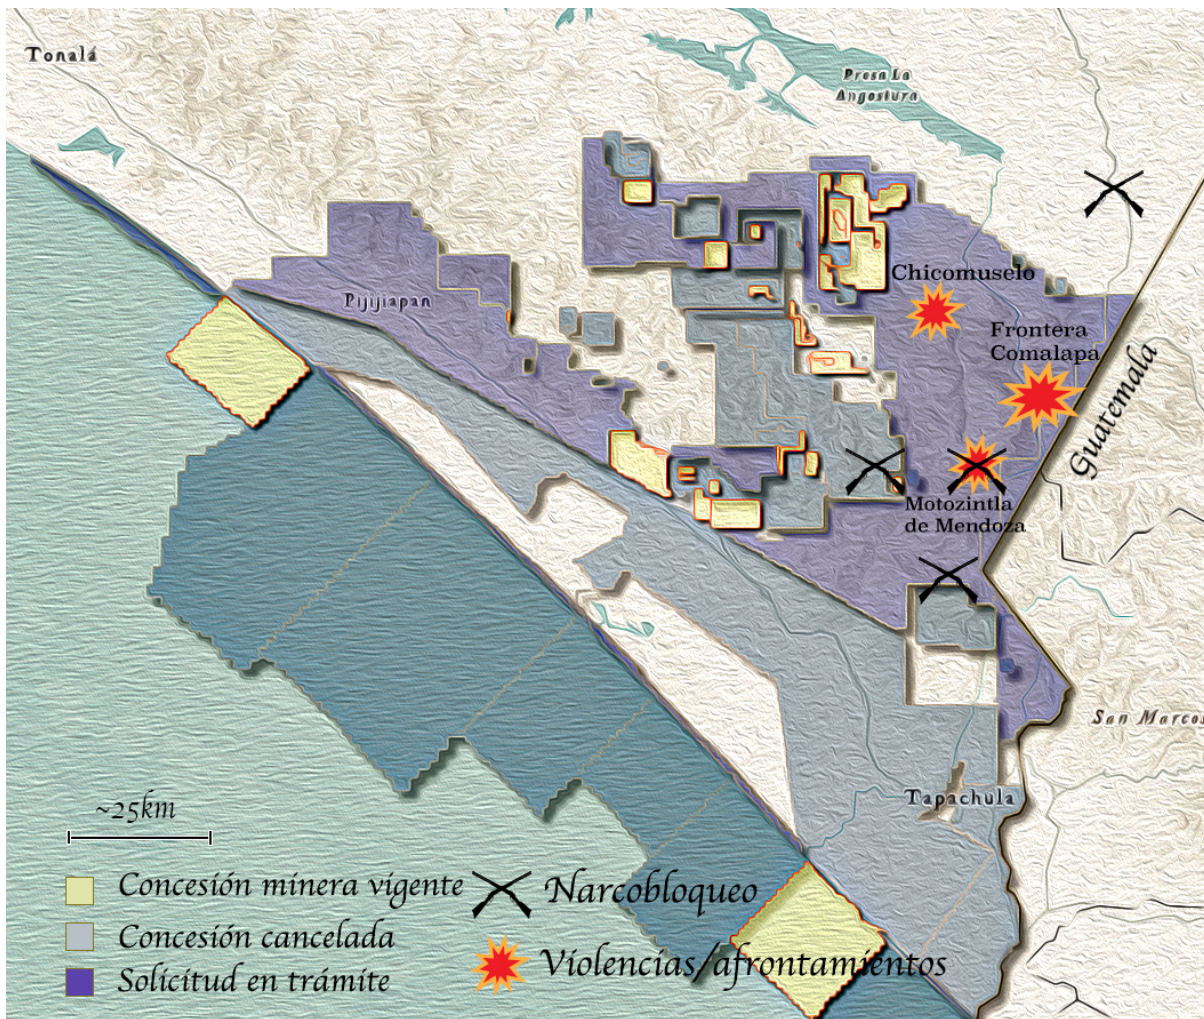 Tonalá
Presa La
Angostura
Chicomuselo
Pijijiapan
Frontera
Comalapa
Guatemala
Motozintla
de Mendoza
San Marcos
Tapachula
~25km
Concesión minera vigente
Narcobloqueo
Concesión cancelada
Violencias/afrontamientos
Solicitud en trámite